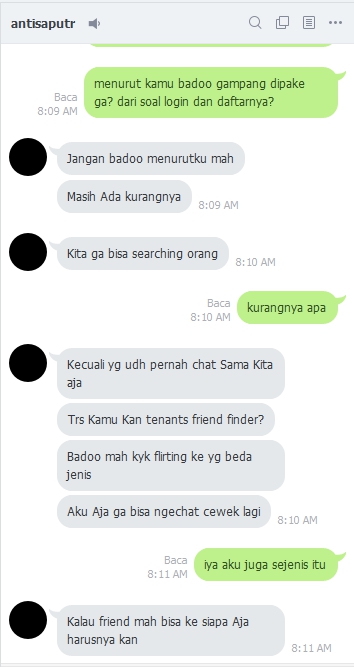 antisaputr
menurut kamu badoo gampang dipake
ga? dari soal login dan daftarnya?
Baca
8:09 AM
Jangan badoo menurutku mah
Masih Ada kurangnya
8:09 AM
Kita ga bisa searching orang
8:10 AM
kurangnya apa
Baca
8:10 AM
Kecuali yg udh pernah chat Sama Kita
aja
Trs Kamu Kan tenants friend finder?
Badoo mah kyk flirting ke yg beda
jenis
Aku Aja ga bisa ngechat cewek lagi
8:10 AM
iya aku juga sejenis itu
Baca
8:11 AM
Kalau friend mah bisa ke siapa Aja
harusnya kan
8:11 AM